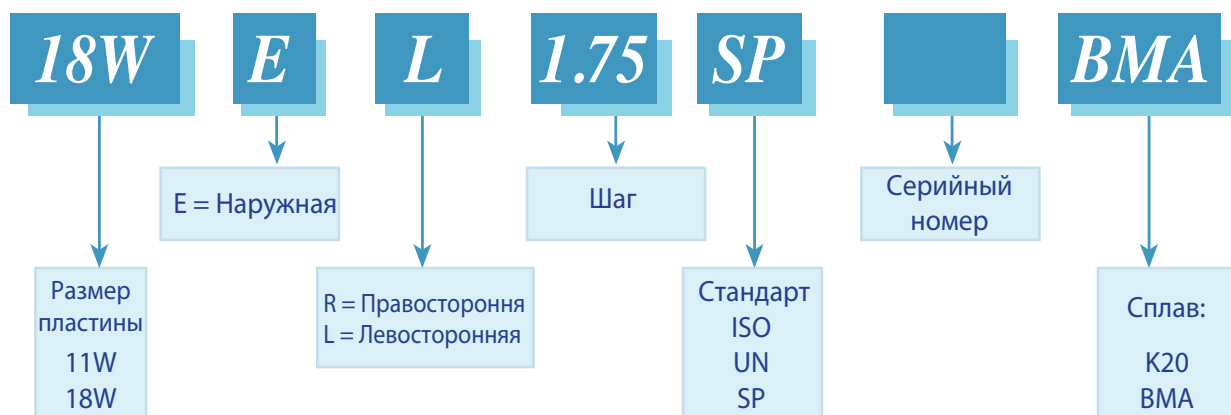 18W E L 1.75 SP BMA
E = Наружная
Шаг
Серийный
номер
Размер
пластины
11W
18W
R = Правостороння
L = Левосторонняя
Стандарт
ISO
UN
SP
Сплав:
K20
BMA